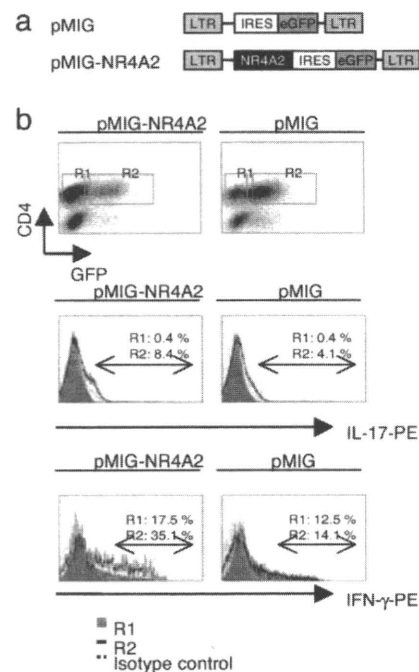 a
pMIG
LTR IRES eGFP LTR
pMIG-NR4A2
LTR NR4A2 IRES eGFP LTR
b
pMIG-NR4A2 pMIG
R1 R2 R1 R2
CD4
GFP
pMIG-NR4A2 pMIG
R1: 0.4 % R1: 0.4 %
R2: 8.4% R2: 4.1%
IL-17-PE
pMIG-NR4A2 pMIG
R1: 17.5 % R1: 12.5 %
R2: 35.1 % R2: 14.1%
IFN-γ-PE
R1
R2
Isotype control